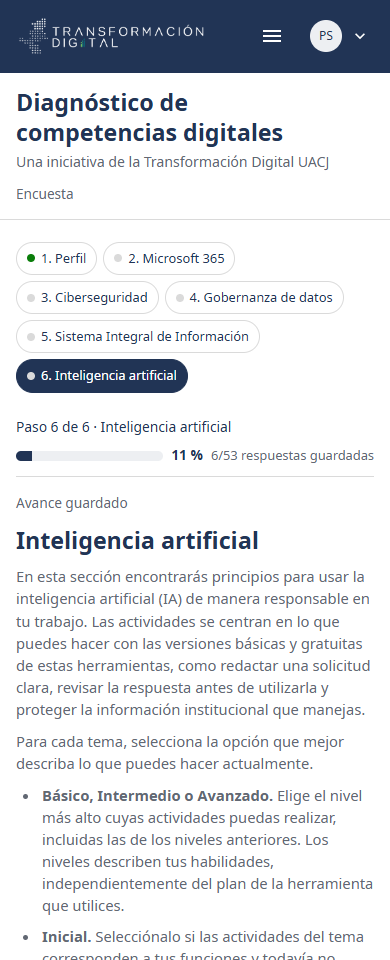 TRANSFORMACIÓN
DIGITAL
PS
Diagnóstico de
competencias digitales
Una iniciativa de la Transformación Digital UACJ
Encuesta
1. Perfil
2. Microsoft 365
3. Ciberseguridad
4. Gobernanza de datos
5. Sistema Integral de Información
6. Inteligencia artificial
Paso 6 de 6 · Inteligencia artificial
11 % 6/53 respuestas guardadas
Avance guardado
Inteligencia artificial
En esta sección encontrarás principios para usar la
inteligencia artificial (IA) de manera responsable en
tu trabajo. Las actividades se centran en lo que
puedes hacer con las versiones básicas y gratuitas
de estas herramientas, como redactar una solicitud
clara, revisar la respuesta antes de utilizarla y
proteger la información institucional que manejas.
Para cada tema, selecciona la opción que mejor
describa lo que puedes hacer actualmente.
• Básico, Intermedio o Avanzado. Elige el nivel
más alto cuyas actividades puedas realizar,
incluidas las de los niveles anteriores. Los
niveles describen tus habilidades,
independientemente del plan de la herramienta
que utilices.
• Inicial. Selecciónalo si las actividades del tema
corresponden a tus funciones y todavía no